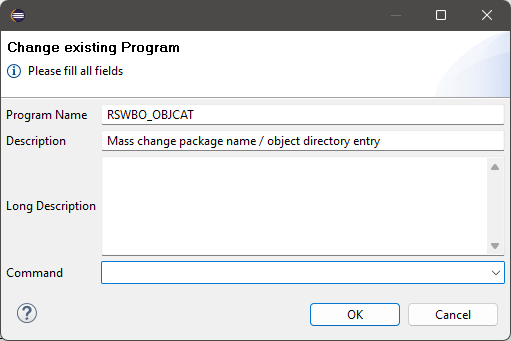 Change existing Program
Please fill all fields
Program Name RSWBO_OBJCAT
Description Mass change package name / object directory entry
Long Description
Command
OK Cancel